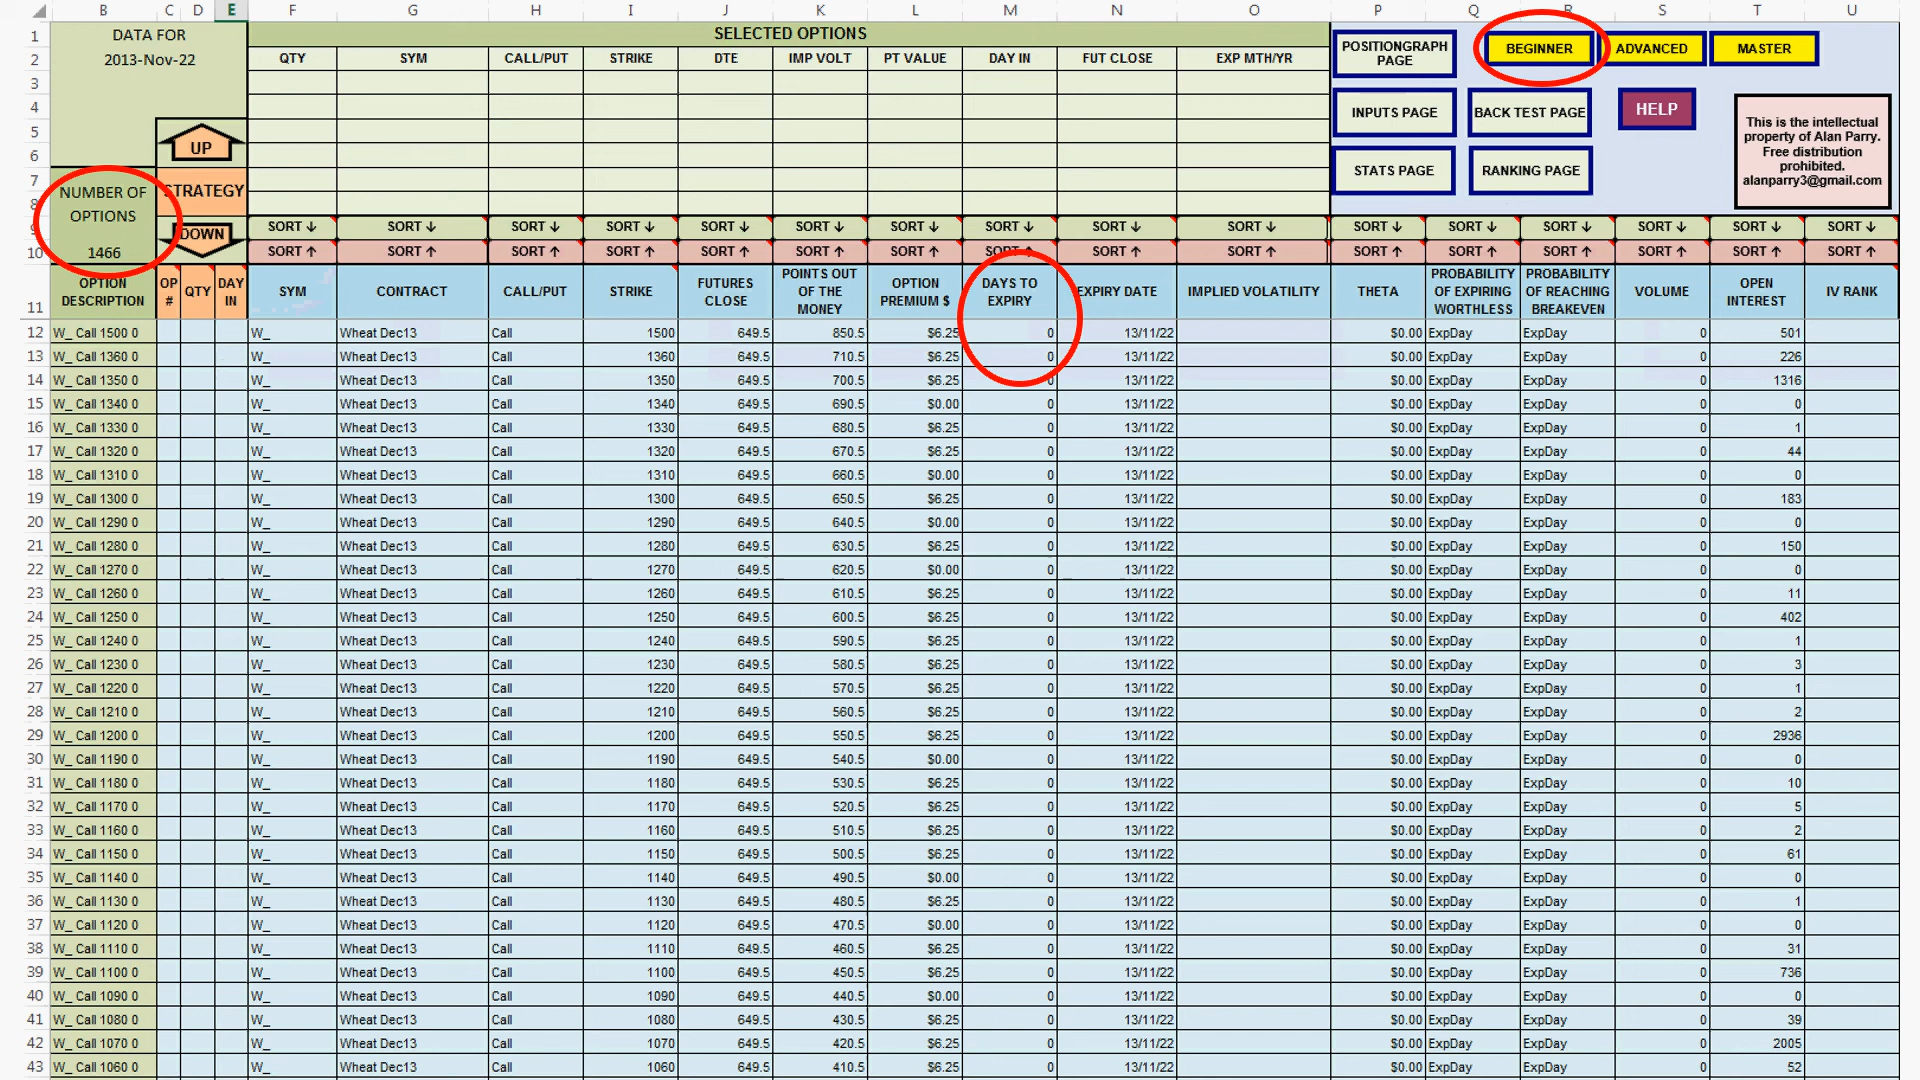 B C D E F G H I J K L M N O P Q R S T U
1 DATA FOR SELECTED OPTIONS
2 2013-Nov-22 QTY SYM CALL/PUT STRIKE DTE IMP VOLT PT VALUE DAY IN FUT CLOSE EXP MTH/YR
POSITIONGRAPH PAGE BEGINNER ADVANCED MASTER
3
4
INPUTS PAGE BACK TEST PAGE HELP
This is the intellectual
property of Alan Parry.
Free distribution
prohibited.
alanparry3@gmail.com
5
6 UP
STATS PAGE RANKING PAGE
7 NUMBER OF STRATEGY
8 OPTIONS
9 DOWN SORT ↓ SORT ↓ SORT ↓ SORT ↓ SORT ↓ SORT ↓ SORT ↓ SORT ↓ SORT ↓ SORT ↓ SORT ↓ SORT ↓ SORT ↓ SORT ↓ SORT ↓ SORT ↓
10 1466 SORT ↑ SORT ↑ SORT ↑ SORT ↑ SORT ↑ SORT ↑ SORT ↑ SORT ↑ SORT ↑ SORT ↑ SORT ↑ SORT ↑ SORT ↑ SORT ↑ SORT ↑ SORT ↑
11 OPTION DESCRIPTION OP # QTY DAY IN SYM CONTRACT CALL/PUT STRIKE FUTURES CLOSE POINTS OUT OF THE MONEY OPTION PREMIUM $ DAYS TO EXPIRY EXPIRY DATE IMPLIED VOLATILITY THETA PROBABILITY OF EXPIRING WORTHLESS PROBABILITY OF REACHING BREAKEVEN VOLUME OPEN INTEREST IV RANK
12 W_ Call 1500 0 W_ Wheat Dec13 Call 1500 649.5 850.5 $6.25 0 13/11/22 $0.00 ExpDay ExpDay 0 501
13 W_ Call 1360 0 W_ Wheat Dec13 Call 1360 649.5 710.5 $6.25 0 13/11/22 $0.00 ExpDay ExpDay 0 226
14 W_ Call 1350 0 W_ Wheat Dec13 Call 1350 649.5 700.5 $6.25 0 13/11/22 $0.00 ExpDay ExpDay 0 1316
15 W_ Call 1340 0 W_ Wheat Dec13 Call 1340 649.5 690.5 $0.00 0 13/11/22 $0.00 ExpDay ExpDay 0 0
16 W_ Call 1330 0 W_ Wheat Dec13 Call 1330 649.5 680.5 $6.25 0 13/11/22 $0.00 ExpDay ExpDay 0 1
17 W_ Call 1320 0 W_ Wheat Dec13 Call 1320 649.5 670.5 $6.25 0 13/11/22 $0.00 ExpDay ExpDay 0 44
18 W_ Call 1310 0 W_ Wheat Dec13 Call 1310 649.5 660.5 $0.00 0 13/11/22 $0.00 ExpDay ExpDay 0 0
19 W_ Call 1300 0 W_ Wheat Dec13 Call 1300 649.5 650.5 $6.25 0 13/11/22 $0.00 ExpDay ExpDay 0 183
20 W_ Call 1290 0 W_ Wheat Dec13 Call 1290 649.5 640.5 $0.00 0 13/11/22 $0.00 ExpDay ExpDay 0 0
21 W_ Call 1280 0 W_ Wheat Dec13 Call 1280 649.5 630.5 $6.25 0 13/11/22 $0.00 ExpDay ExpDay 0 150
22 W_ Call 1270 0 W_ Wheat Dec13 Call 1270 649.5 620.5 $0.00 0 13/11/22 $0.00 ExpDay ExpDay 0 0
23 W_ Call 1260 0 W_ Wheat Dec13 Call 1260 649.5 610.5 $6.25 0 13/11/22 $0.00 ExpDay ExpDay 0 11
24 W_ Call 1250 0 W_ Wheat Dec13 Call 1250 649.5 600.5 $6.25 0 13/11/22 $0.00 ExpDay ExpDay 0 402
25 W_ Call 1240 0 W_ Wheat Dec13 Call 1240 649.5 590.5 $6.25 0 13/11/22 $0.00 ExpDay ExpDay 0 1
26 W_ Call 1230 0 W_ Wheat Dec13 Call 1230 649.5 580.5 $6.25 0 13/11/22 $0.00 ExpDay ExpDay 0 3
27 W_ Call 1220 0 W_ Wheat Dec13 Call 1220 649.5 570.5 $6.25 0 13/11/22 $0.00 ExpDay ExpDay 0 1
28 W_ Call 1210 0 W_ Wheat Dec13 Call 1210 649.5 560.5 $6.25 0 13/11/22 $0.00 ExpDay ExpDay 0 2
29 W_ Call 1200 0 W_ Wheat Dec13 Call 1200 649.5 550.5 $6.25 0 13/11/22 $0.00 ExpDay ExpDay 0 2936
30 W_ Call 1190 0 W_ Wheat Dec13 Call 1190 649.5 540.5 $0.00 0 13/11/22 $0.00 ExpDay ExpDay 0 0
31 W_ Call 1180 0 W_ Wheat Dec13 Call 1180 649.5 530.5 $6.25 0 13/11/22 $0.00 ExpDay ExpDay 0 10
32 W_ Call 1170 0 W_ Wheat Dec13 Call 1170 649.5 520.5 $6.25 0 13/11/22 $0.00 ExpDay ExpDay 0 5
33 W_ Call 1160 0 W_ Wheat Dec13 Call 1160 649.5 510.5 $6.25 0 13/11/22 $0.00 ExpDay ExpDay 0 2
34 W_ Call 1150 0 W_ Wheat Dec13 Call 1150 649.5 500.5 $6.25 0 13/11/22 $0.00 ExpDay ExpDay 0 61
35 W_ Call 1140 0 W_ Wheat Dec13 Call 1140 649.5 490.5 $0.00 0 13/11/22 $0.00 ExpDay ExpDay 0 0
36 W_ Call 1130 0 W_ Wheat Dec13 Call 1130 649.5 480.5 $6.25 0 13/11/22 $0.00 ExpDay ExpDay 0 1
37 W_ Call 1120 0 W_ Wheat Dec13 Call 1120 649.5 470.5 $0.00 0 13/11/22 $0.00 ExpDay ExpDay 0 0
38 W_ Call 1110 0 W_ Wheat Dec13 Call 1110 649.5 460.5 $6.25 0 13/11/22 $0.00 ExpDay ExpDay 0 31
39 W_ Call 1100 0 W_ Wheat Dec13 Call 1100 649.5 450.5 $6.25 0 13/11/22 $0.00 ExpDay ExpDay 0 736
40 W_ Call 1090 0 W_ Wheat Dec13 Call 1090 649.5 440.5 $0.00 0 13/11/22 $0.00 ExpDay ExpDay 0 0
41 W_ Call 1080 0 W_ Wheat Dec13 Call 1080 649.5 430.5 $6.25 0 13/11/22 $0.00 ExpDay ExpDay 0 39
42 W_ Call 1070 0 W_ Wheat Dec13 Call 1070 649.5 420.5 $6.25 0 13/11/22 $0.00 ExpDay ExpDay 0 2005
43 W_ Call 1060 0 W_ Wheat Dec13 Call 1060 649.5 410.5 $6.25 0 13/11/22 $0.00 ExpDay ExpDay 0 52